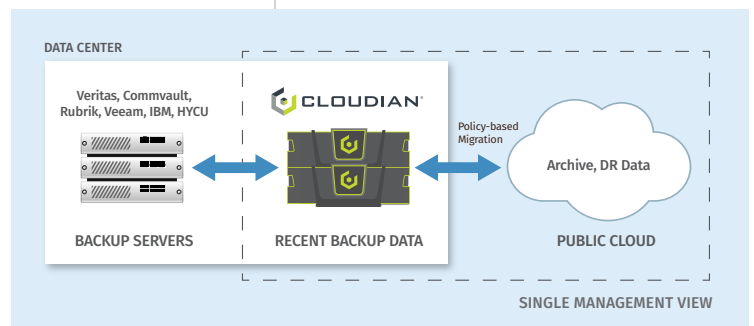 DATA CENTER
Veritas, Commvault,
Rubrik, Veeam, IBM, HYCU
CLOUDIAN®
Policy-based
Migration
Archive, DR Data
BACKUP SERVERS
RECENT BACKUP DATA
PUBLIC CLOUD
SINGLE MANAGEMENT VIEW